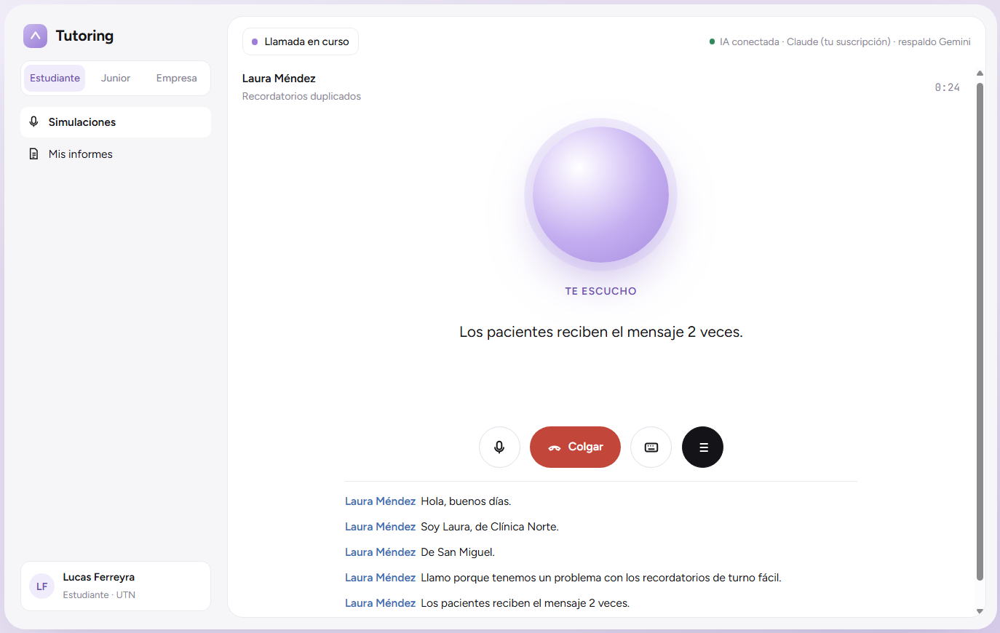 Tutoring
Estudiante Junior Empresa
Simulaciones
Mis informes
LF
Lucas Ferreyra
Estudiante · UTN
Llamada en curso
IA conectada · Claude (tu suscripción) · respaldo Gemini
Laura Méndez
Recordatorios duplicados
0:24
TE ESCUCHO
Los pacientes reciben el mensaje 2 veces.
Colgar
Laura Méndez Hola, buenos días.
Laura Méndez Soy Laura, de Clínica Norte.
Laura Méndez De San Miguel.
Laura Méndez Llamo porque tenemos un problema con los recordatorios de turno fácil.
Laura Méndez Los pacientes reciben el mensaje 2 veces.